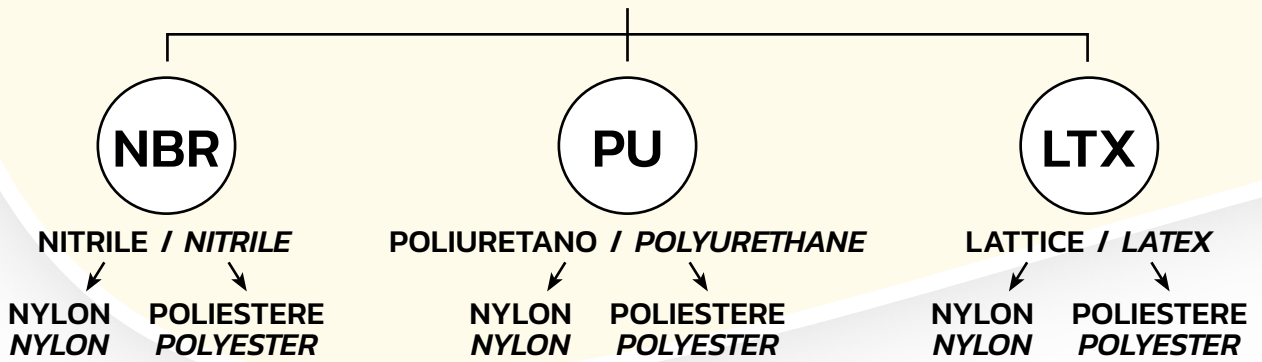 NBR
PU
LTX
NITRILE / NITRILE
POLIURETANO / POLYURETHANE
LATTICE / LATEX
NYLON POLIESTERE
NYLON POLYESTER
NYLON POLIESTERE
NYLON POLYESTER
NYLON POLIESTERE
NYLON POLYESTER